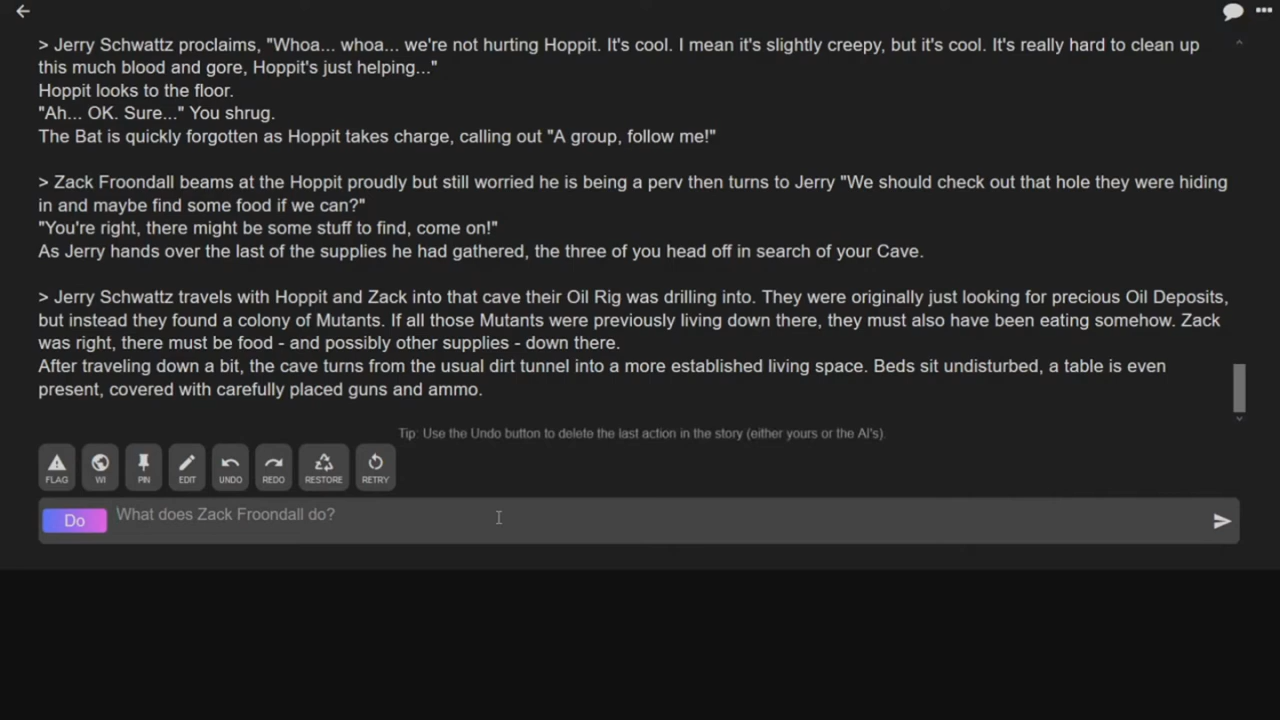 > Jerry Schwattz proclaims, "Whoa... whoa... we're not hurting Hoppit. It's cool. I mean it's slightly creepy, but it's cool. It's really hard to clean up
this much blood and gore, Hoppit's just helping..."
Hoppit looks to the floor.
"Ah... OK. Sure..." You shrug.
The Bat is quickly forgotten as Hoppit takes charge, calling out "A group, follow me!"
> Zack Froondall beams at the Hoppit proudly but still worried he is being a perv then turns to Jerry "We should check out that hole they were hiding
in and maybe find some food if we can?"
"You're right, there might be some stuff to find, come on!"
As Jerry hands over the last of the supplies he had gathered, the three of you head off in search of your Cave.
> Jerry Schwattz travels with Hoppit and Zack into that cave their Oil Rig was drilling into. They were originally just looking for precious Oil Deposits,
but instead they found a colony of Mutants. If all those Mutants were previously living down there, they must also have been eating somehow. Zack
was right, there must be food - and possibly other supplies - down there.
After traveling down a bit, the cave turns from the usual dirt tunnel into a more established living space. Beds sit undisturbed, a table is even
present, covered with carefully placed guns and ammo.
Tip: Use the Undo button to delete the last action in the story (either yours or the AI's).
FLAG WI PIN EDIT UNDO REDO RESTORE RETRY
Do What does Zack Froondall do?